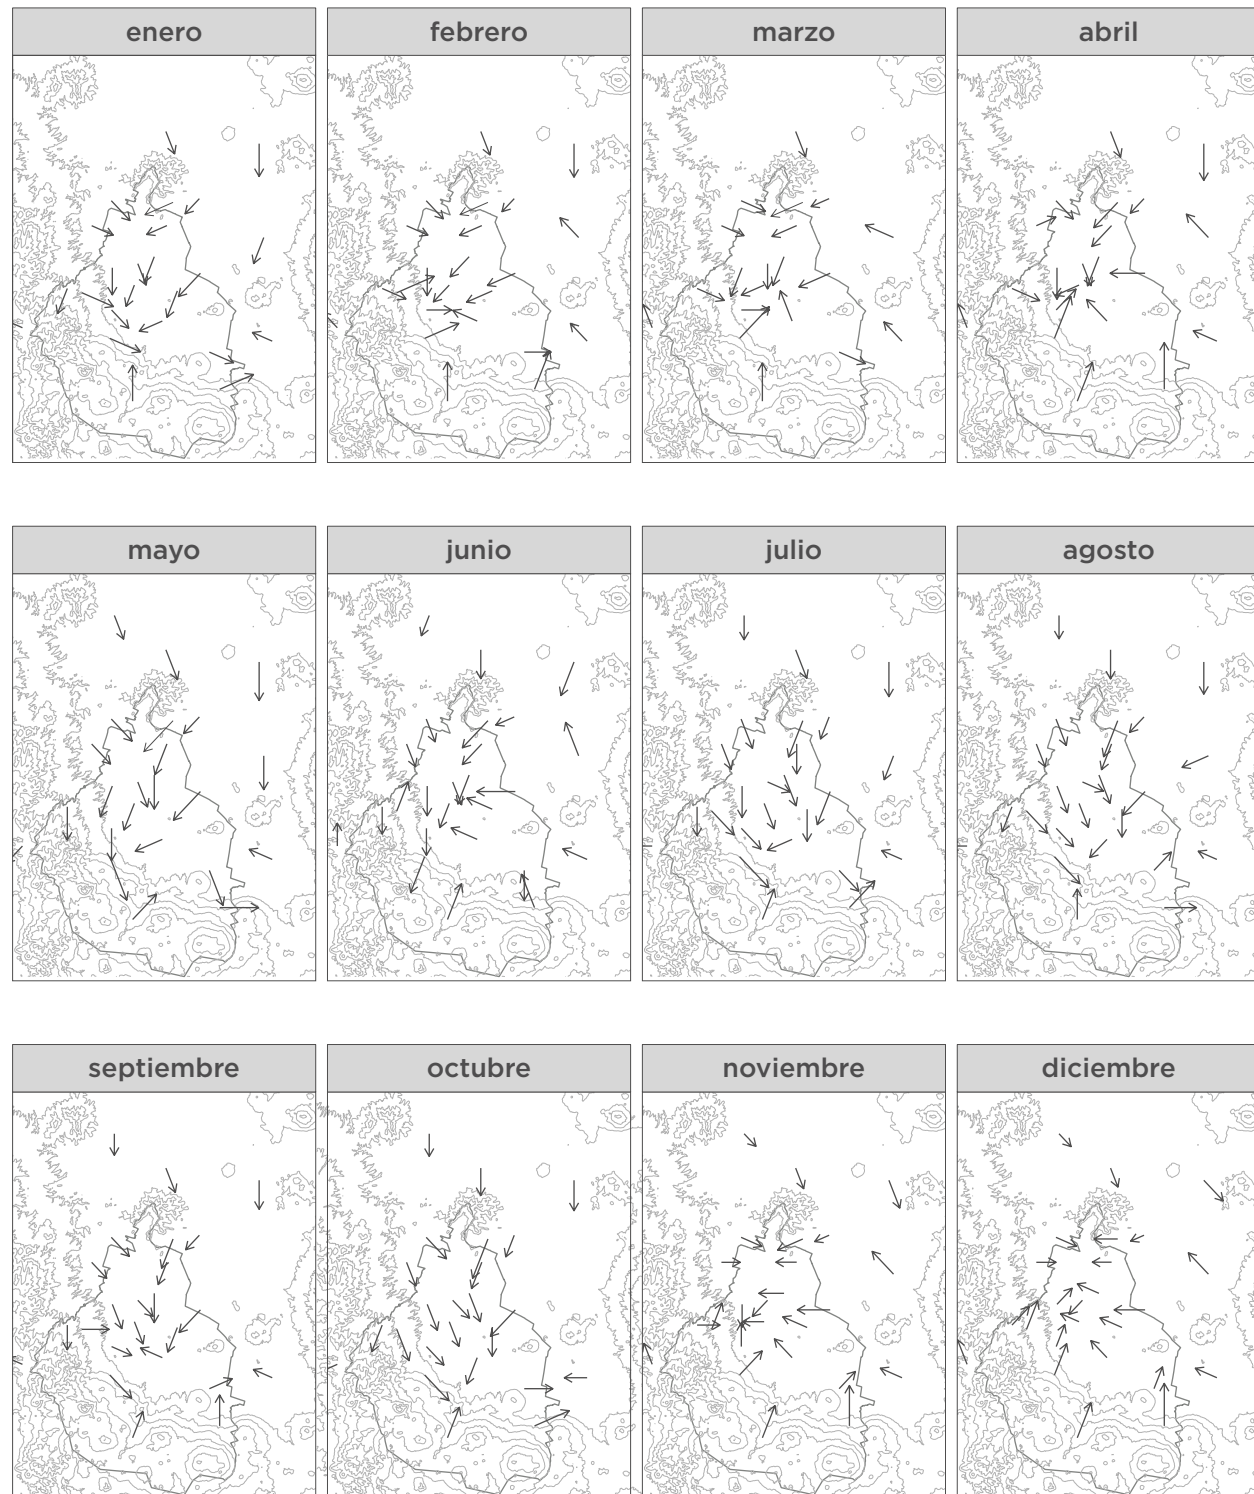 enero
febrero
marzo
abril
mayo
junio
julio
agosto
septiembre
octubre
noviembre
diciembre